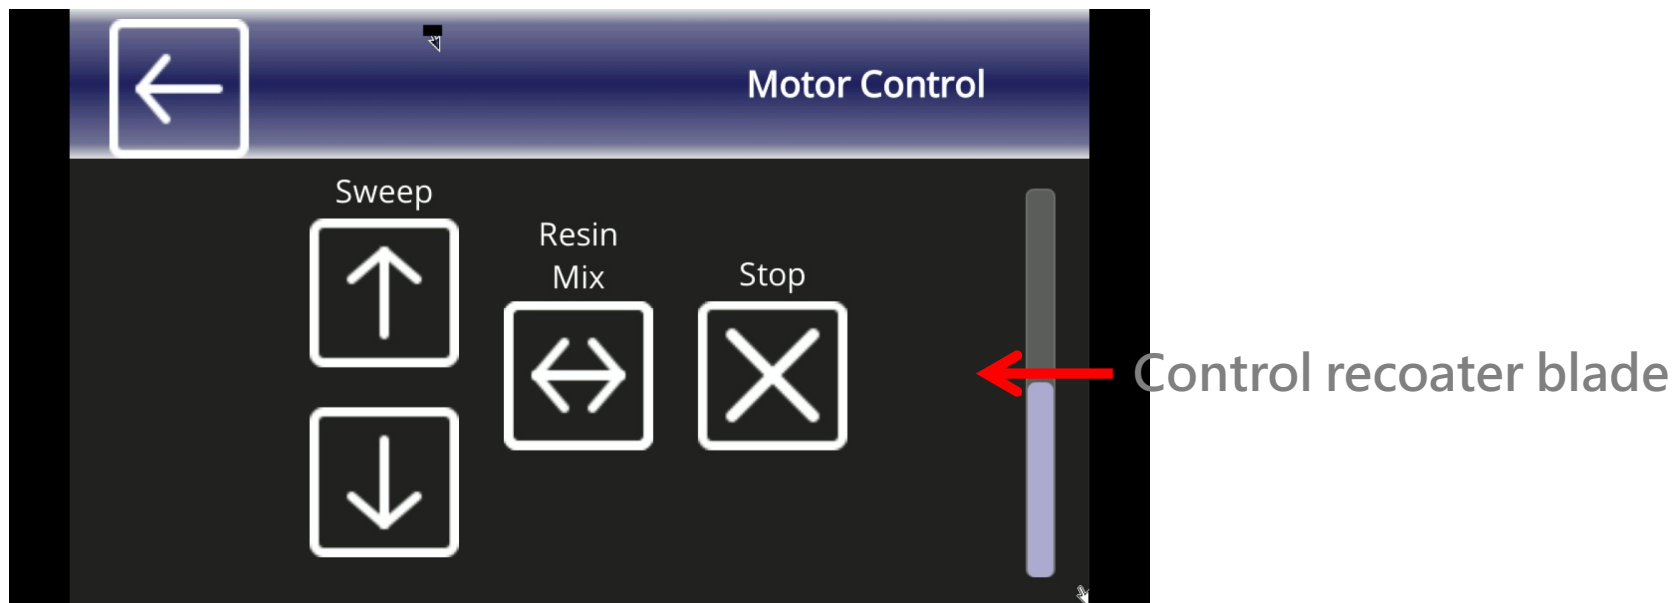 Motor Control
Sweep
Resin
Mix
Stop
Control recoater blade